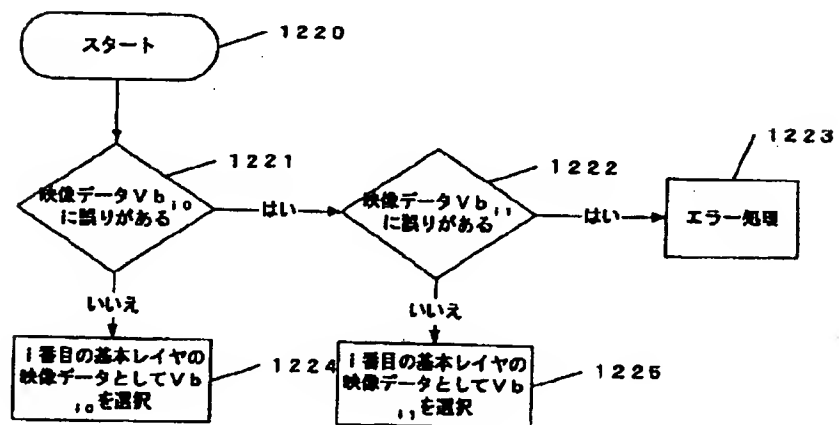 スタート
1220
映像データVb i0
に誤りがある
1221
はい
映像データVb i1
に誤りがある
1222
はい
エラー処理
1223
いいえ
いいえ
i番目の基本レイヤの
映像データとしてVb
i0を選択
1224
i番目の基本レイヤの
映像データとしてVb
i1を選択
1225